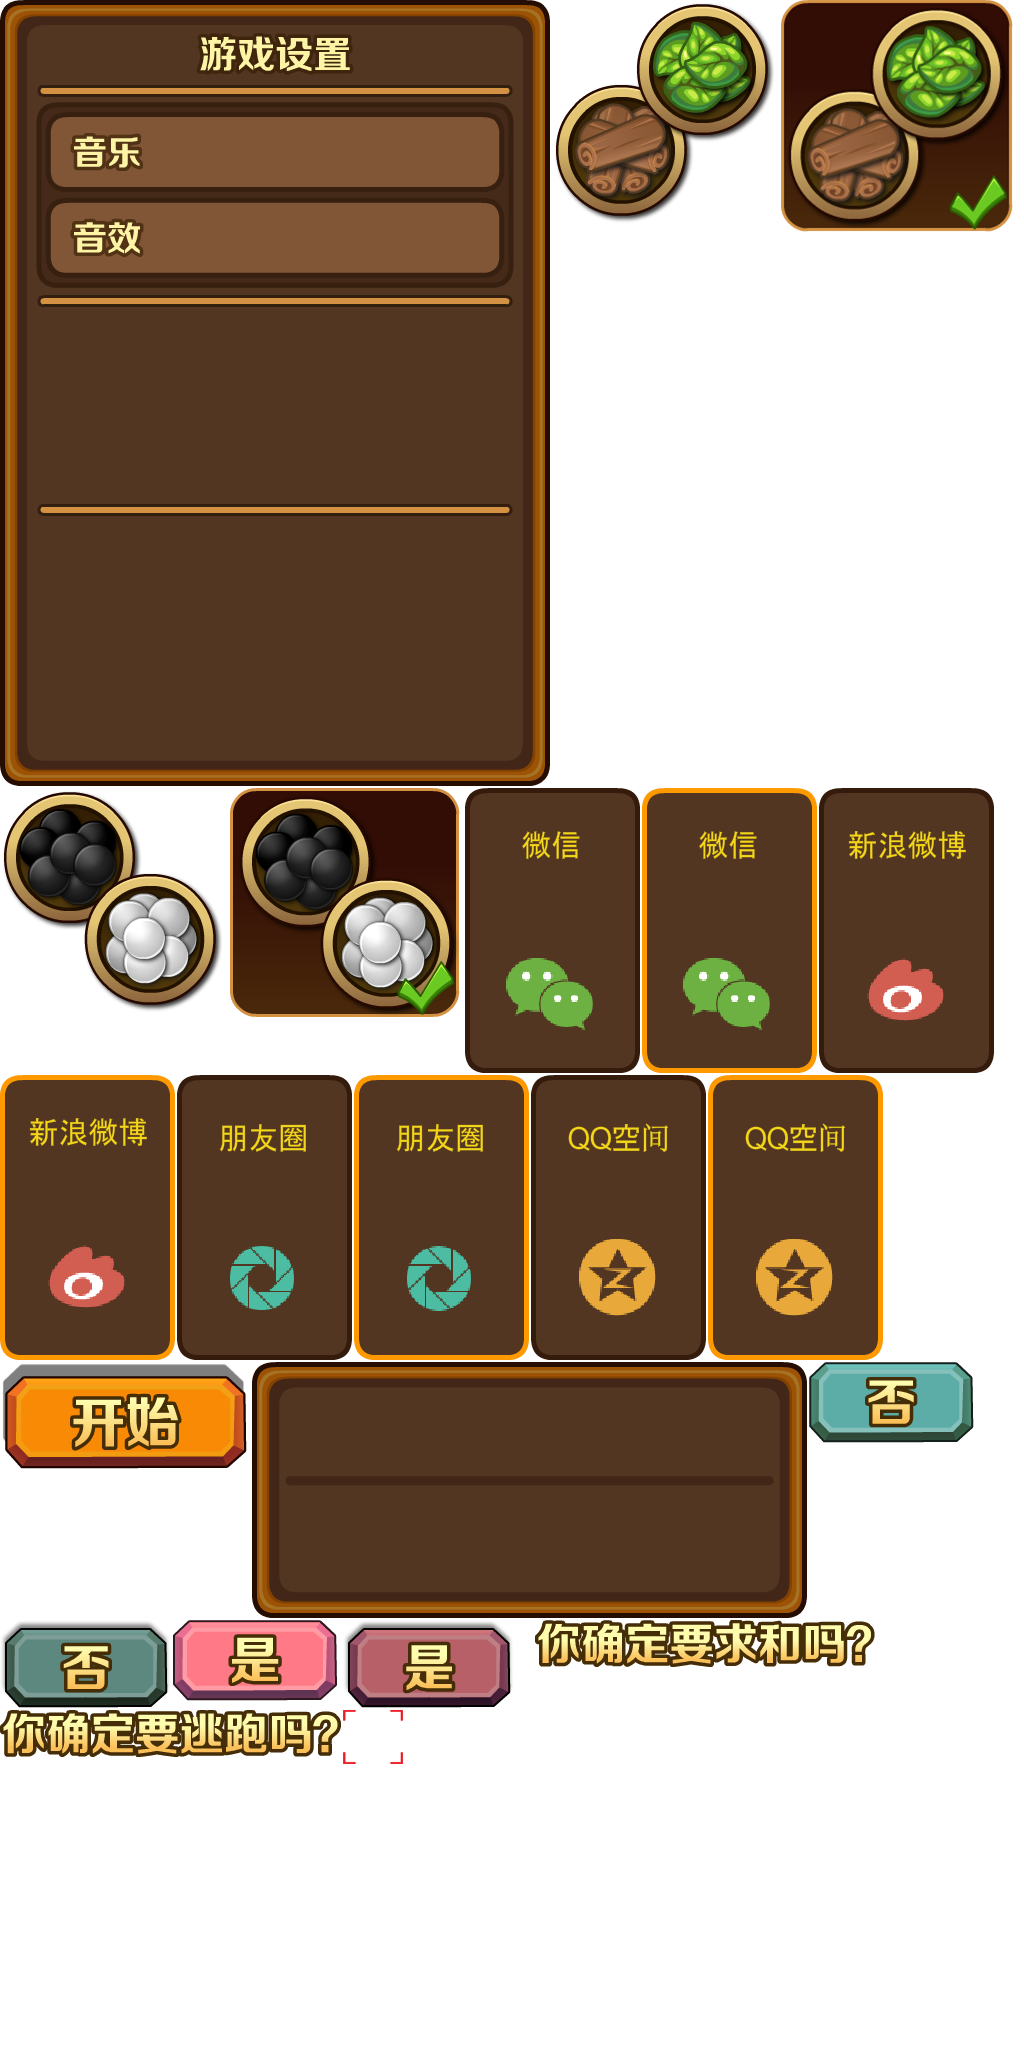 游戏设置
音乐
音效
微信
微信
新浪微博
新浪微博
朋友圈
朋友圈
QQ空间
QQ空间
开始
否
否
是
是
你确定要求和吗?
你确定要逃跑吗?